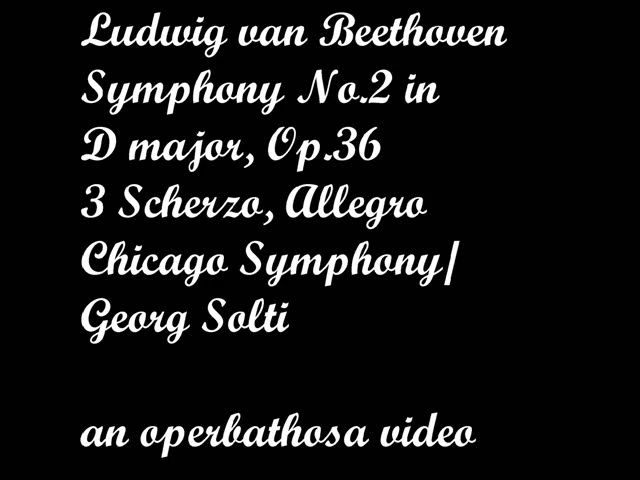 Ludwig van Beethoven
Symphony No.2 in
D major, Op.36
3 Scherzo, Allegro
Chicago Symphony/
Georg Solti
an operbathosa video